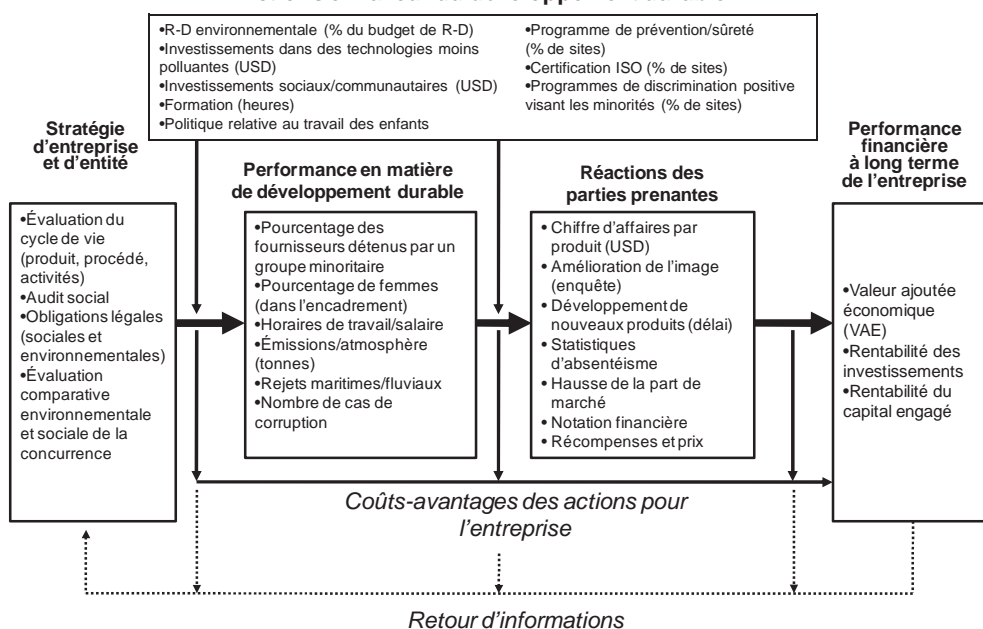 •R-D environnementale (% du budget de R-D)
•Investissements dans des technologies moins
polluantes (USD)
•Investissements sociaux/communautaires (USD)
•Formation (heures)
•Politique relative au travail des enfants
•Programme de prévention/sûreté
(% de sites)
•Certification ISO (% de sites)
•Programmes de discrimination positive
visant les minorités (% de sites)
Stratégie
d'entreprise
et d'entité
•Évaluation du
cycle de vie
(produit, procédé,
activités)
•Audit social
•Obligations légales
(sociales et
environnementales)
•Évaluation
comparative
environnementale
et sociale de la
concurrence
Performance en matière
de développement durable
•Pourcentage des
fournisseurs détenus par un
groupe minoritaire
•Pourcentage de femmes
(dans l'encadrement)
•Horaires de travail/salaire
•Émissions/atmosphère
(tonnes)
•Rejets maritimes/fluviaux
•Nombre de cas de
corruption
Réactions des
parties prenantes
• Chiffre d'affaires par
produit (USD)
• Amélioration de l'image
(enquête)
• Développement de
nouveaux produits (délai)
• Statistiques
d'absentéisme
• Hausse de la part de
marché
• Notation financière
• Récompenses et prix
Performance
financière
à long terme
de l'entreprise
•Valeur ajoutée
économique
(VAE)
•Rentabilité des
investissements
•Rentabilité du
capital engagé
Coûts-avantages des actions pour
l'entreprise
Retour d'informations